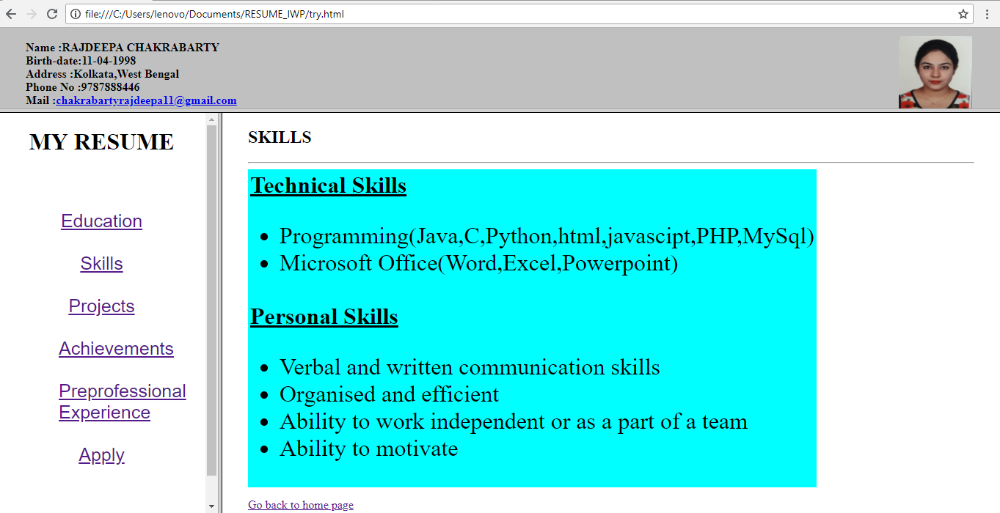 file:///C:/Users/lenovo/Documents/RESUME_IWP/try.html
Name :RAJDEEPA CHAKRABARTY
Birth-date:11-04-1998
Address :Kolkata,West Bengal
Phone No :9787888446
Mail :chakrabartyrajdeepa11@gmail.com
MY RESUME
Education
Skills
Projects
Achievements
Preprofessional
Experience
Apply
SKILLS
Technical Skills
• Programming(Java,C,Python,html,javascipt,PHP,MySql)
• Microsoft Office(Word,Excel,Powerpoint)
Personal Skills
• Verbal and written communication skills
• Organised and efficient
• Ability to work independent or as a part of a team
• Ability to motivate
Go back to home page